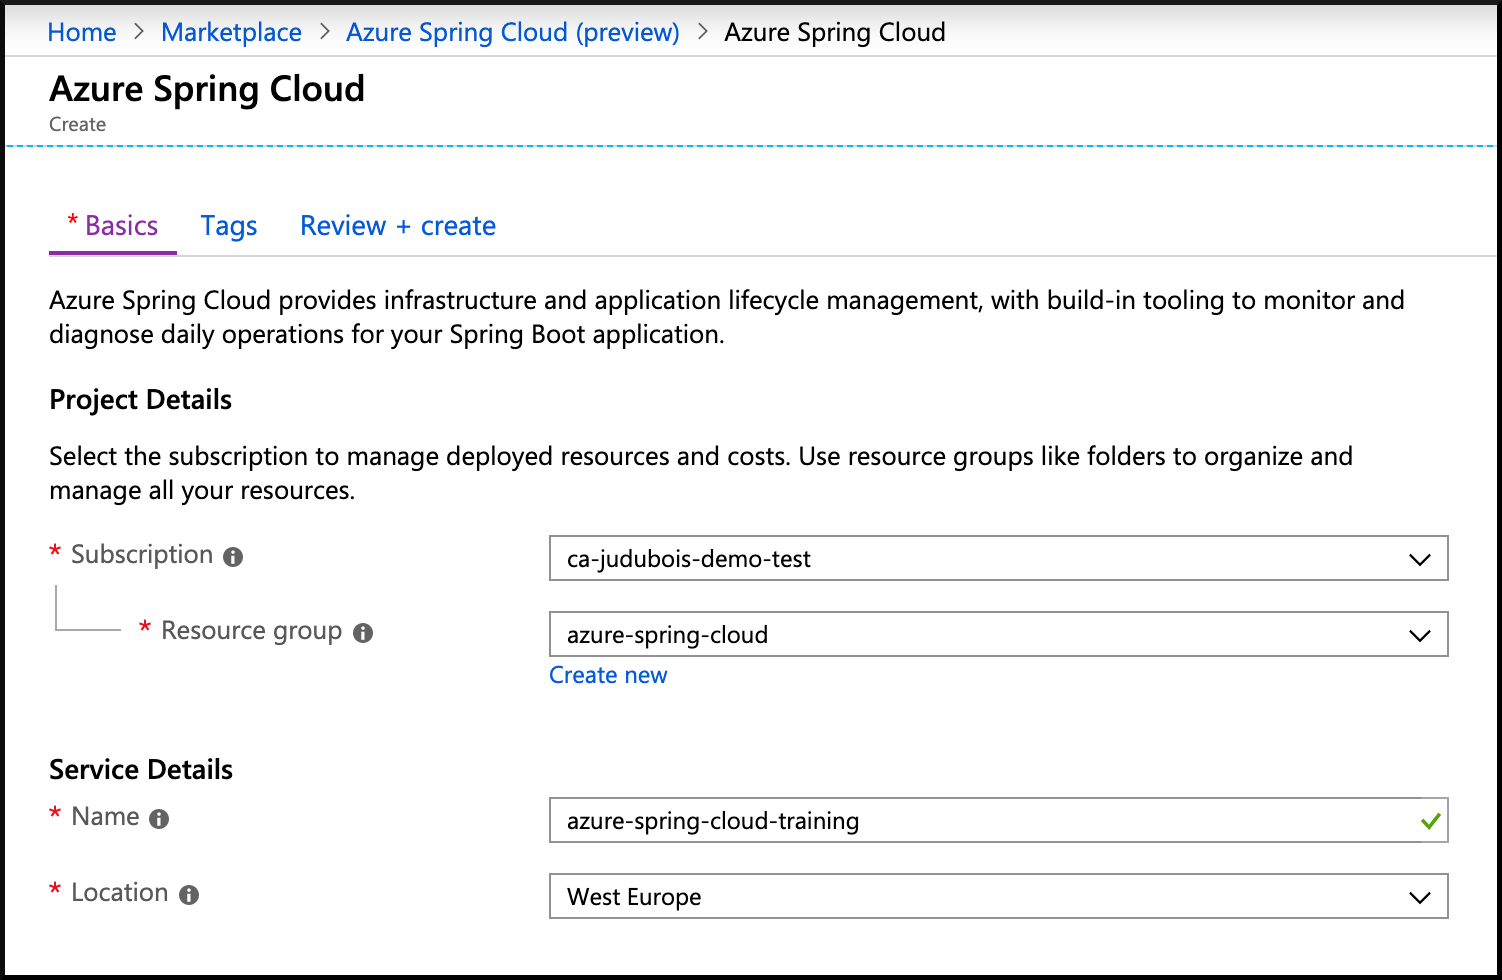 Home > Marketplace > Azure Spring Cloud (preview) > Azure Spring Cloud
Azure Spring Cloud
Create
* Basics Tags Review + create
Azure Spring Cloud provides infrastructure and application lifecycle management, with build-in tooling to monitor and
diagnose daily operations for your Spring Boot application.
Project Details
Select the subscription to manage deployed resources and costs. Use resource groups like folders to organize and
manage all your resources.
* Subscription ca-judubois-demo-test
* Resource group azure-spring-cloud
Create new
Service Details
* Name azure-spring-cloud-training
* Location West Europe